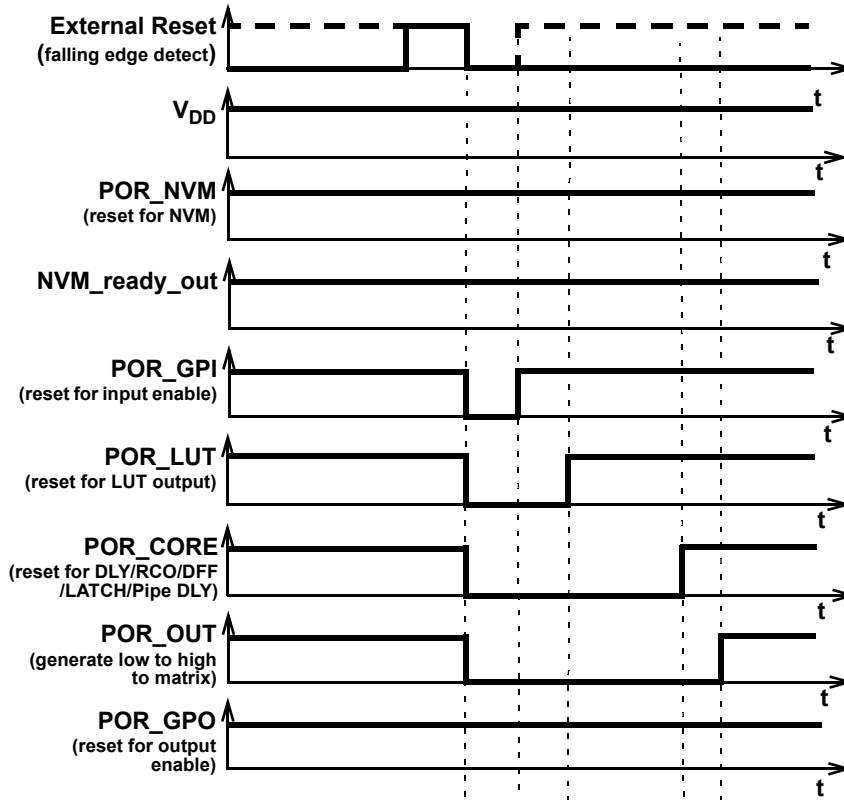 External Reset
(falling edge detect)
t
VDD
t
POR_NVM
(reset for NVM)
t
NVM_ready_out
t
POR_GPI
(reset for input enable)
t
POR_LUT
(reset for LUT output)
t
POR_CORE
(reset for DLY/RCO/DFF
/LATCH/Pipe DLY)
t
POR_OUT
(generate low to high
to matrix)
t
POR_GPO
(reset for output
enable)
t